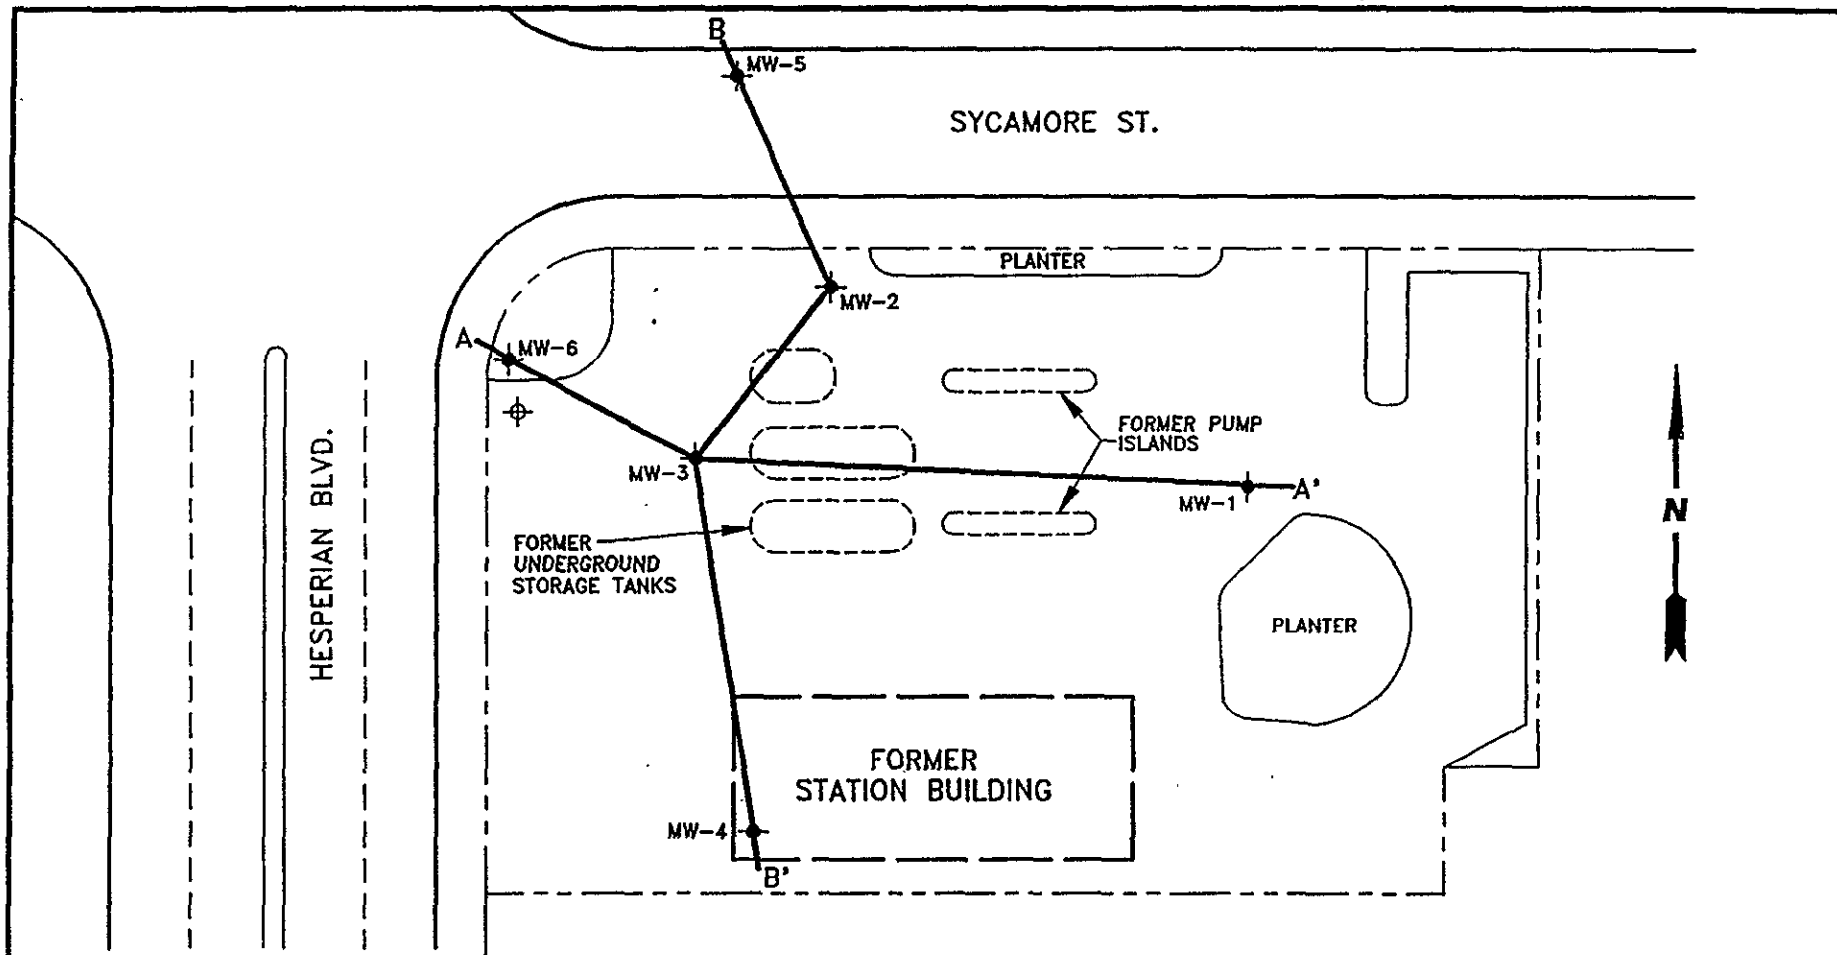 B
MW-5
SYCAMORE ST.
PLANTER
MW-2
A
MW-6
FORMER PUMP
ISLANDS
MW-3
MW-1
A'
HESPERIAN BLVD.
N
FORMER
UNDERGROUND
STORAGE TANKS
PLANTER
FORMER
STATION BUILDING
MW-4
B'